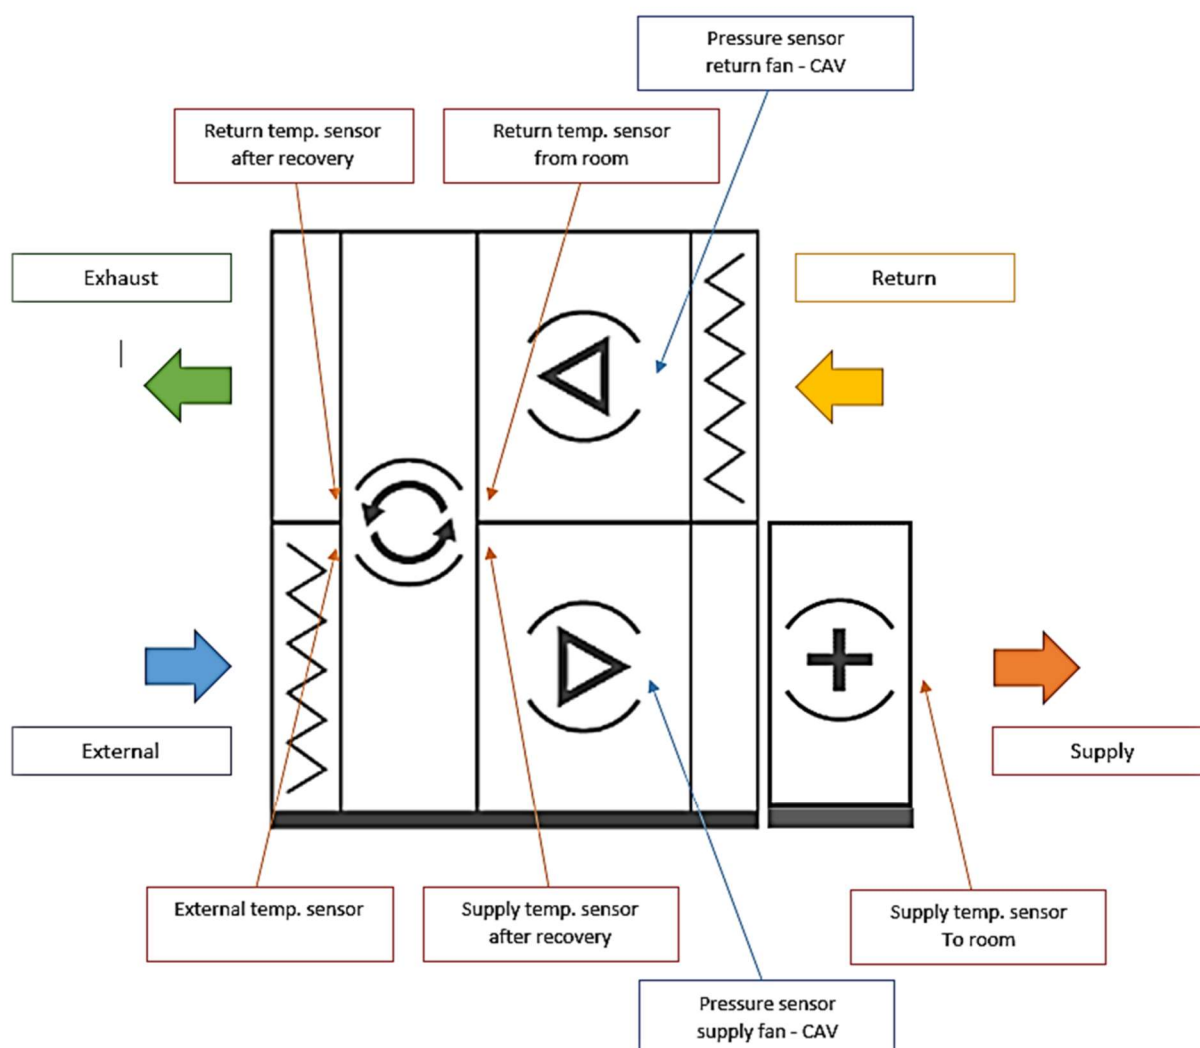 Pressure sensor
return fan - CAV
Return temp. sensor
after recovery
Return temp. sensor
from room
Exhaust
Return
External
Supply
External temp. sensor
Supply temp. sensor
after recovery
Supply temp. sensor
To room
Pressure sensor
supply fan - CAV